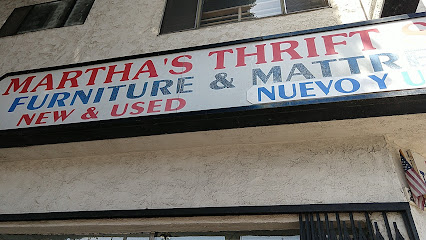 MARTHA'S THRIFT &
FURNITURE & MATTR
NEW & USED
NUEVO Y U